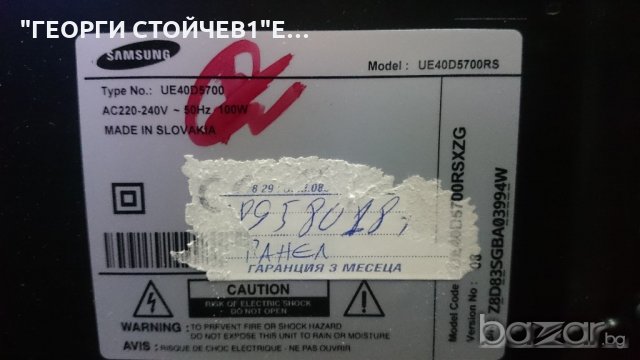 "ГЕОРГИ СТОЙЧЕВ1"Е...
SAMSUNG
Model : UE40D5700RS
Type No.: UE40D5700
AC220-240V ~ 50Hz 100W
MADE IN SLOVAKIA
ПАНЕЛ
ГАРАНЦИЯ 3 МЕСЕЦА
CAUTION
RISK OF ELECTRIC SHOCK
DO NOT OPEN
WARNING : TO PREVENT FIRE OR SHOCK HAZARD
DO NOT EXPOSE THIS UNIT TO RAIN OR MOISTURE
AVIS : RISQUE DE CHOC ELECTRIQUE - NE PAS OUVRIR
Model Code UE40D5700RSXZG
Version No : 08
Z8D83SGBA03994W
bazar.bg